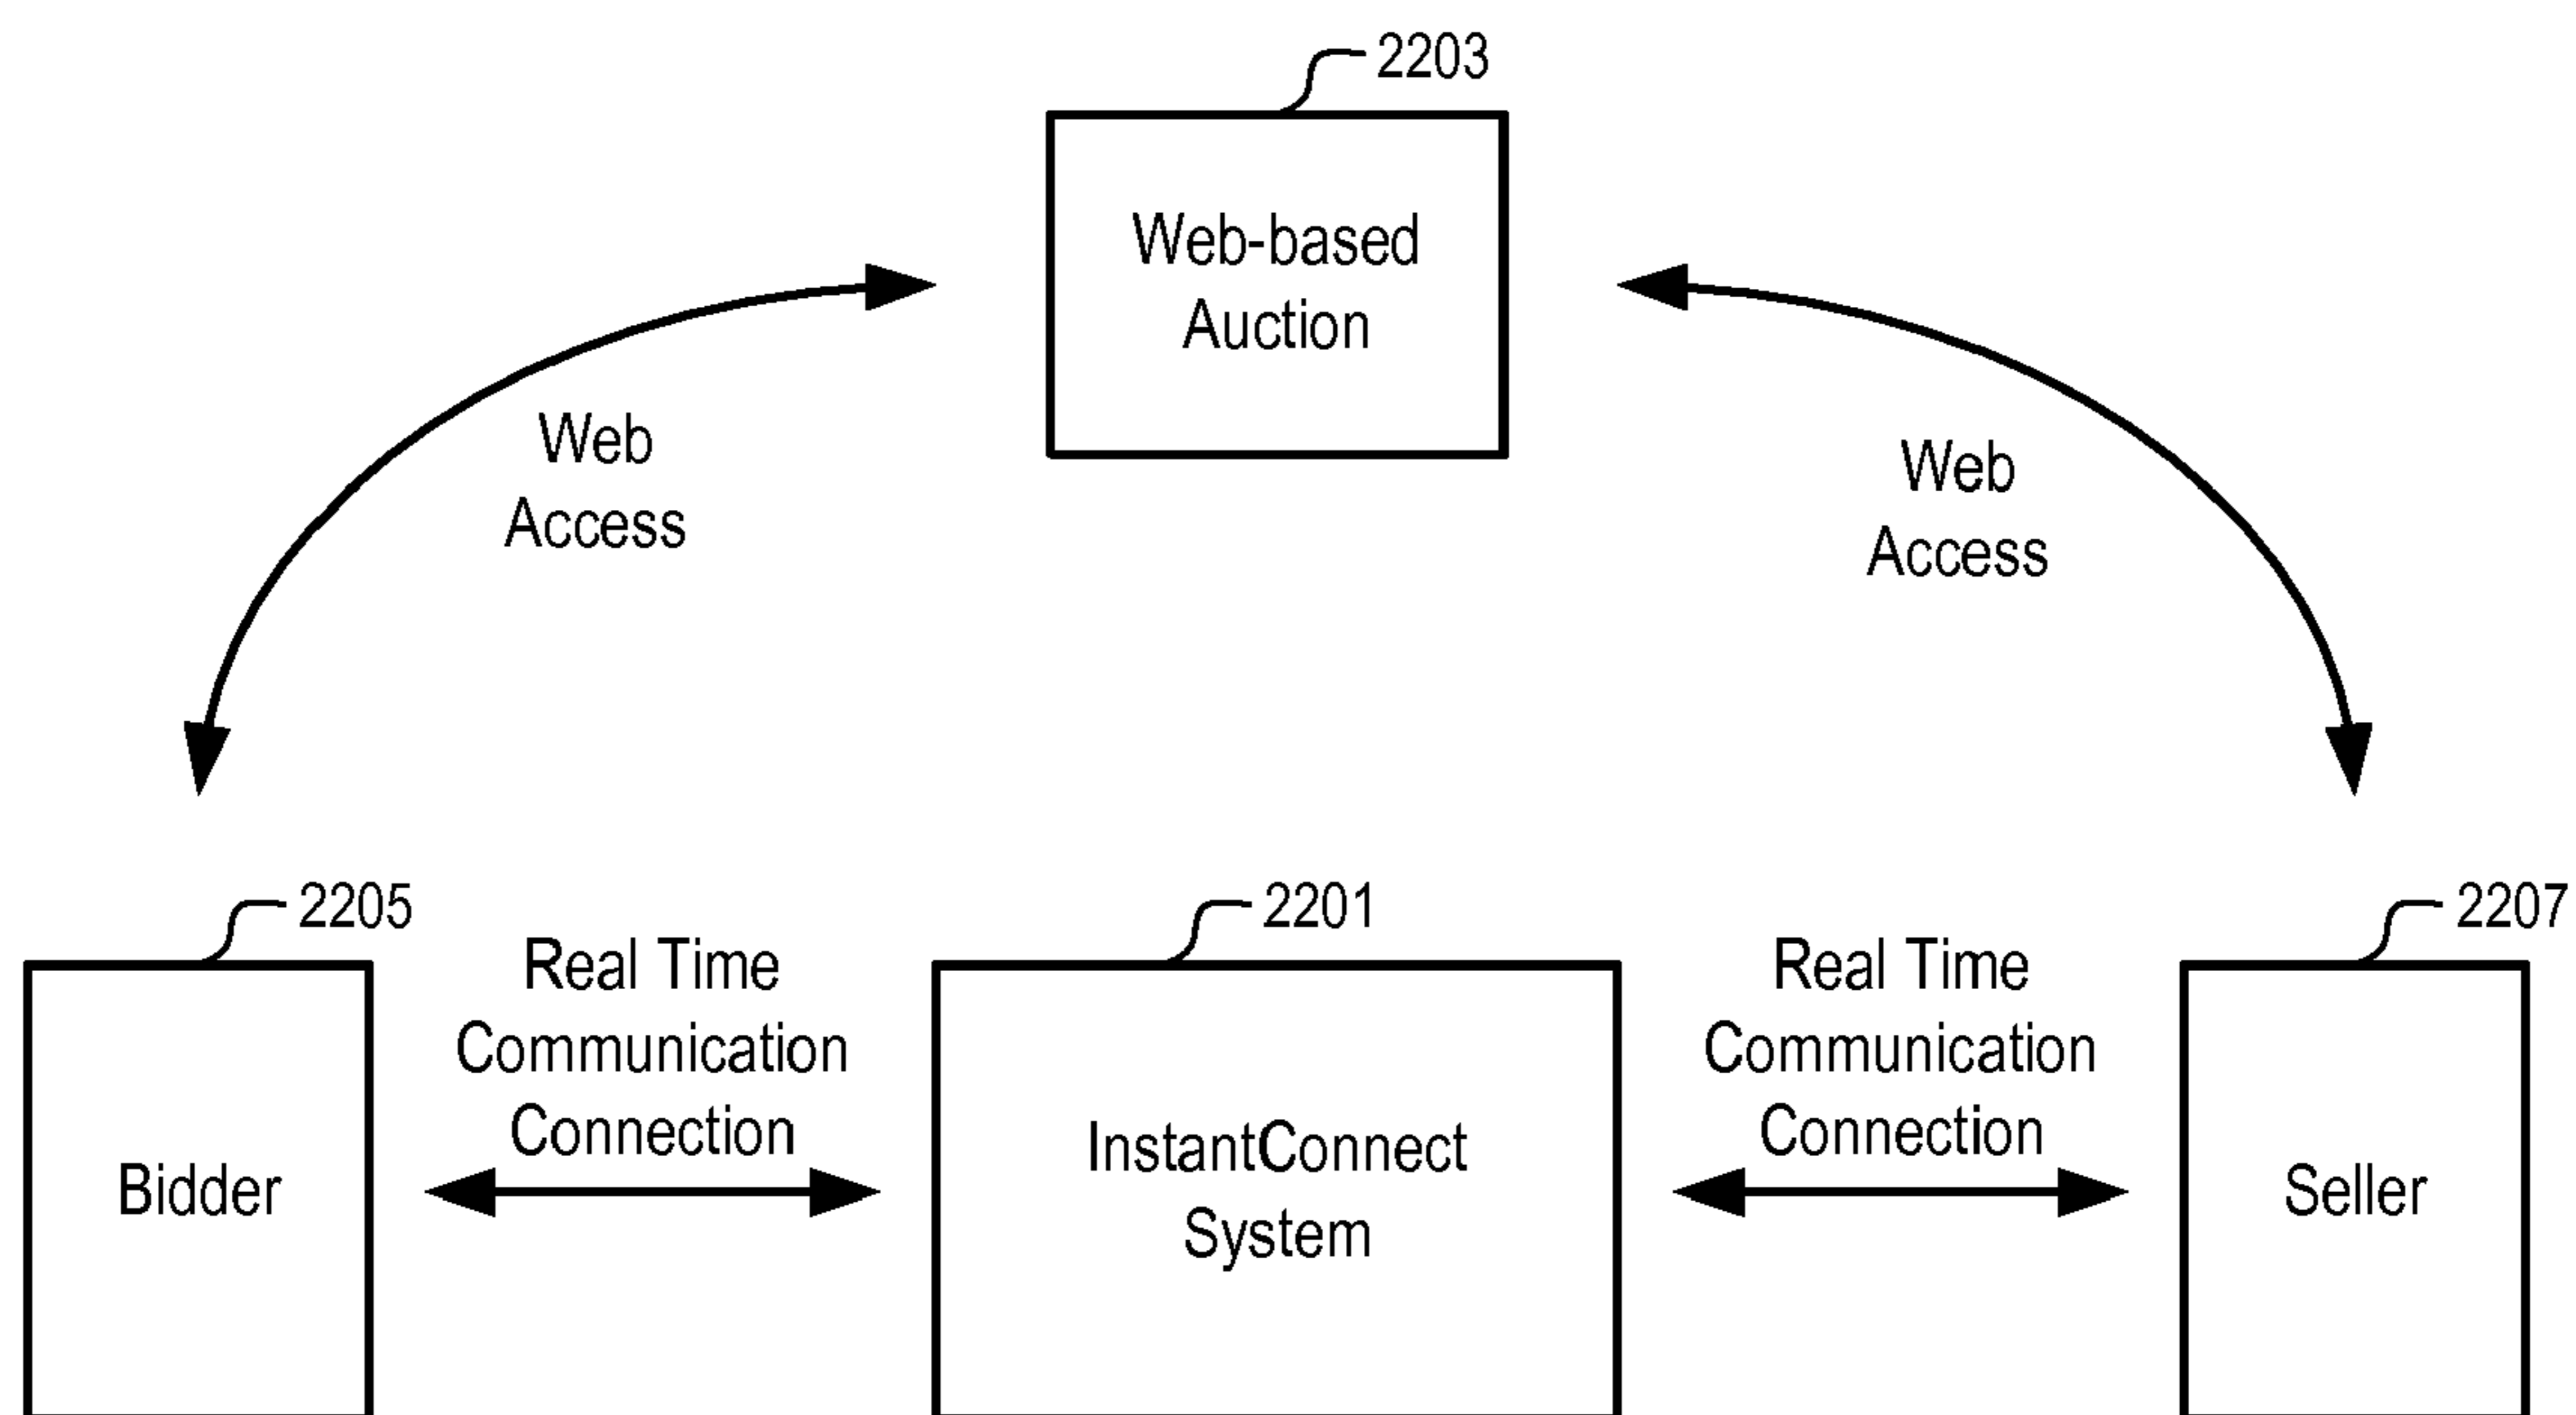 2203
Web-based
Auction
Web
Access
Web
Access
2205
2201
2207
Real Time
Communication
Connection
Real Time
Communication
Connection
Bidder
InstantConnect
System
Seller